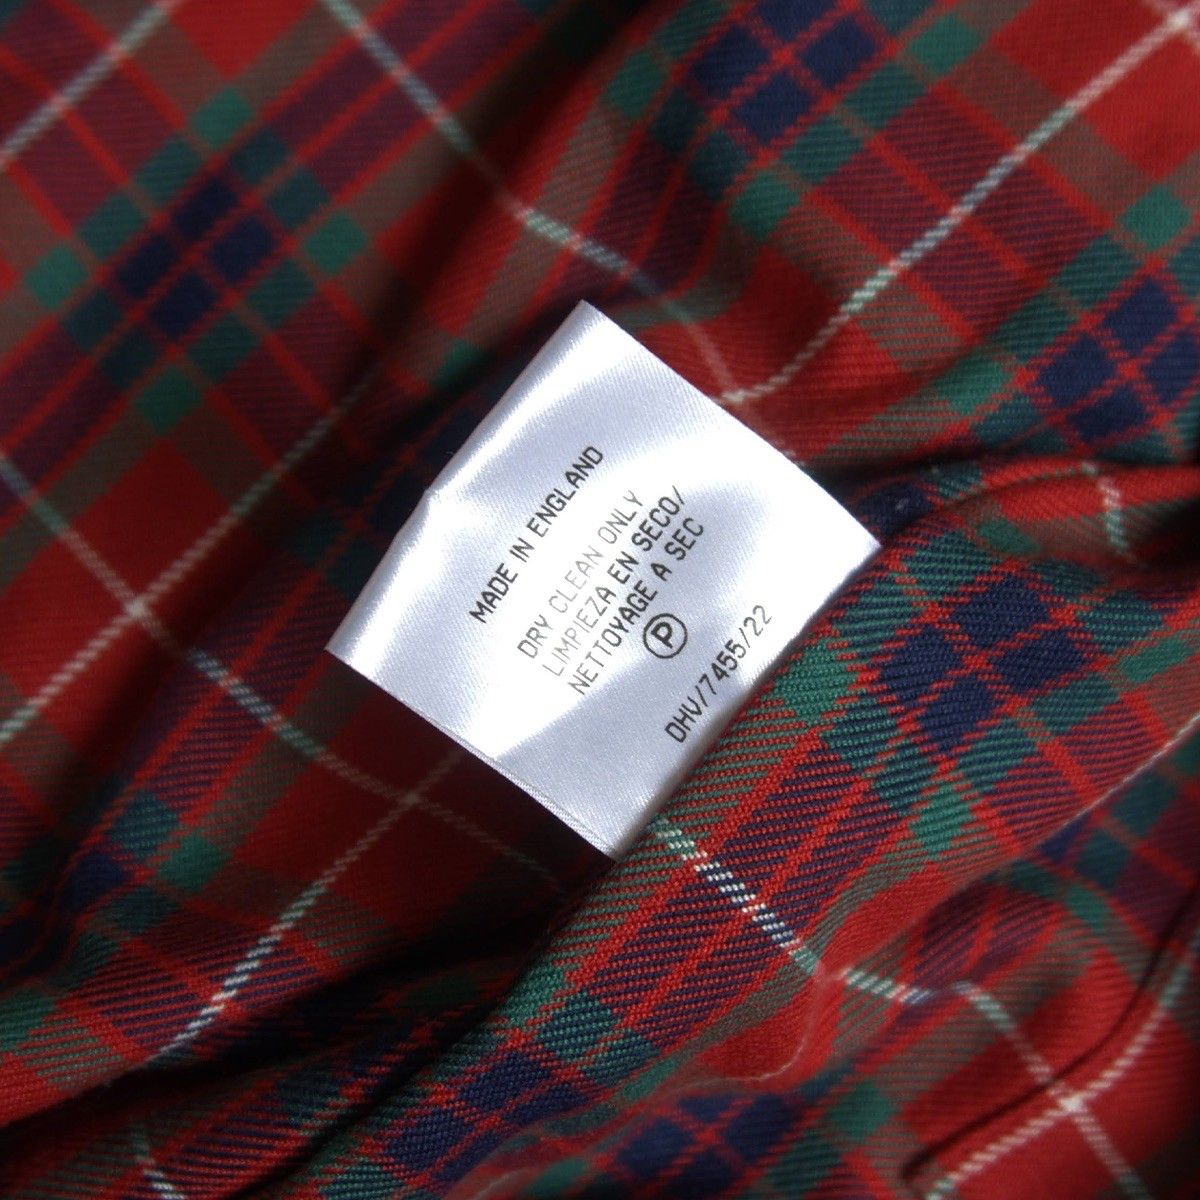 MADE IN ENGLAND
DRY CLEAN ONLY
LIMPIEZA EN SECO/
NETTOYAGE A SEC
P
DHV/7455/22